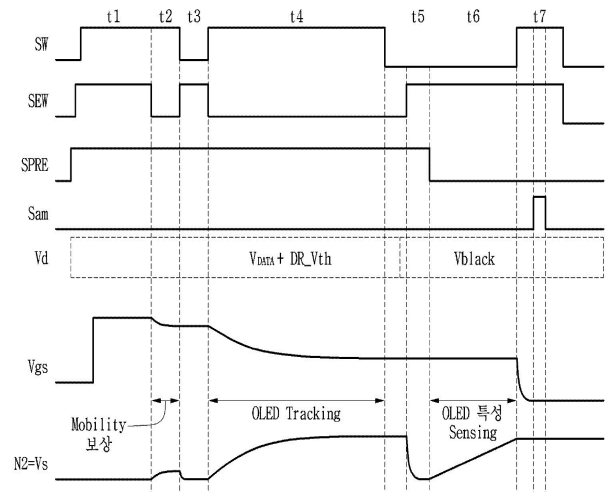 t1 t2 t3 t4 t5 t6 t7
SW
SEW
SPRE
Sam
Vd VDATA + DR_Vth Vblack
Vgs
Mobility
보상
OLED Tracking
OLED 특성
Sensing
N2=Vs